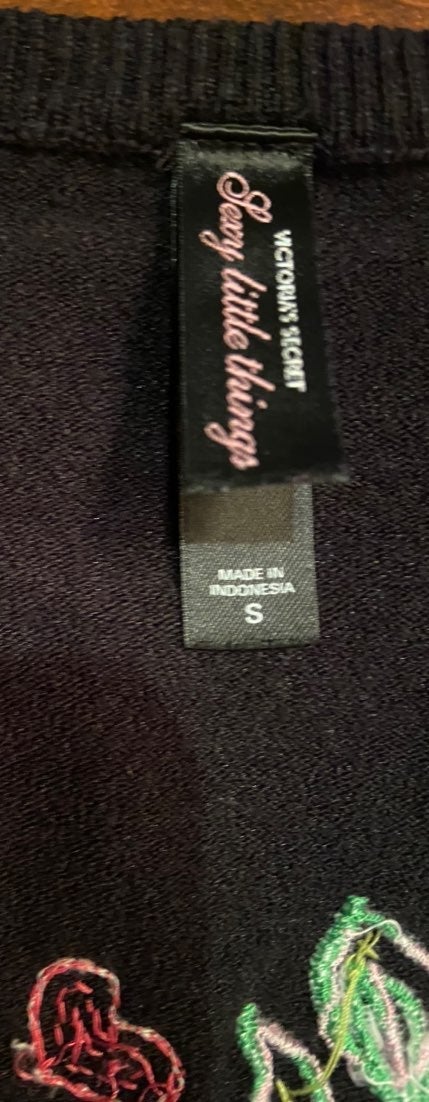 VICTORIA'S SECRET
Sexy little things
MADE IN
INDONESIA
S